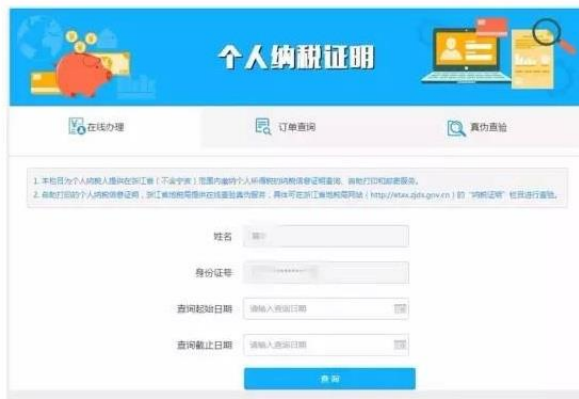 个人纳税证明
在线办理
订单查询
真伪查验
1. 本栏目为个人纳税人提供在浙江省（不含宁波）范围内缴纳个人所得税的纳税信息证明查询、自助打印和邮寄服务。
2. 自助打印的个人纳税信息证明，浙江省地税局提供在线查验真伪服务，具体可在浙江省地税局网站（http://etax.zjds.gov.cn）的“纳税证明”栏目进行查验。
姓名
身份证号
查询起始日期 请输入查询日期
查询截止日期 请输入查询日期
查 询